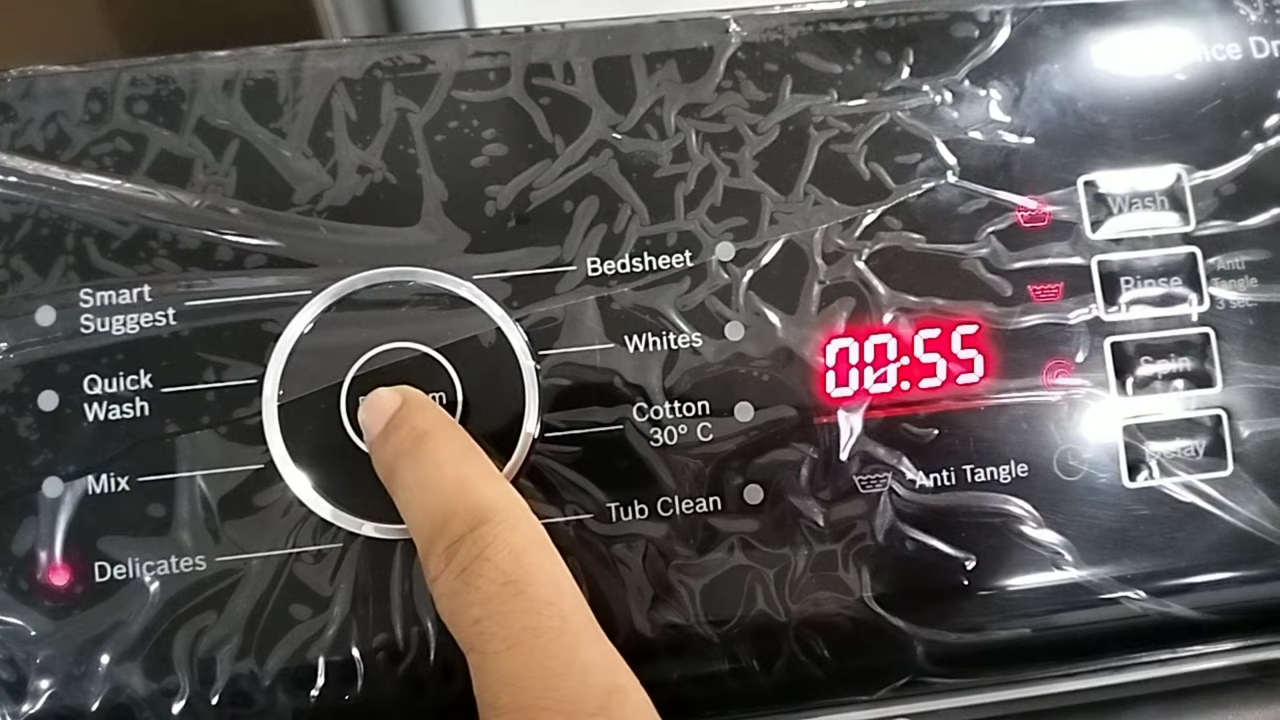 Smart
Suggest
Quick
Wash
Mix
Delicates
Bedsheet
Whites
Cotton
30° C
Tub Clean
00:55
*Anti Tangle
Wash
Rinse
Spin
Delay
*Anti
Tangle
3 sec.